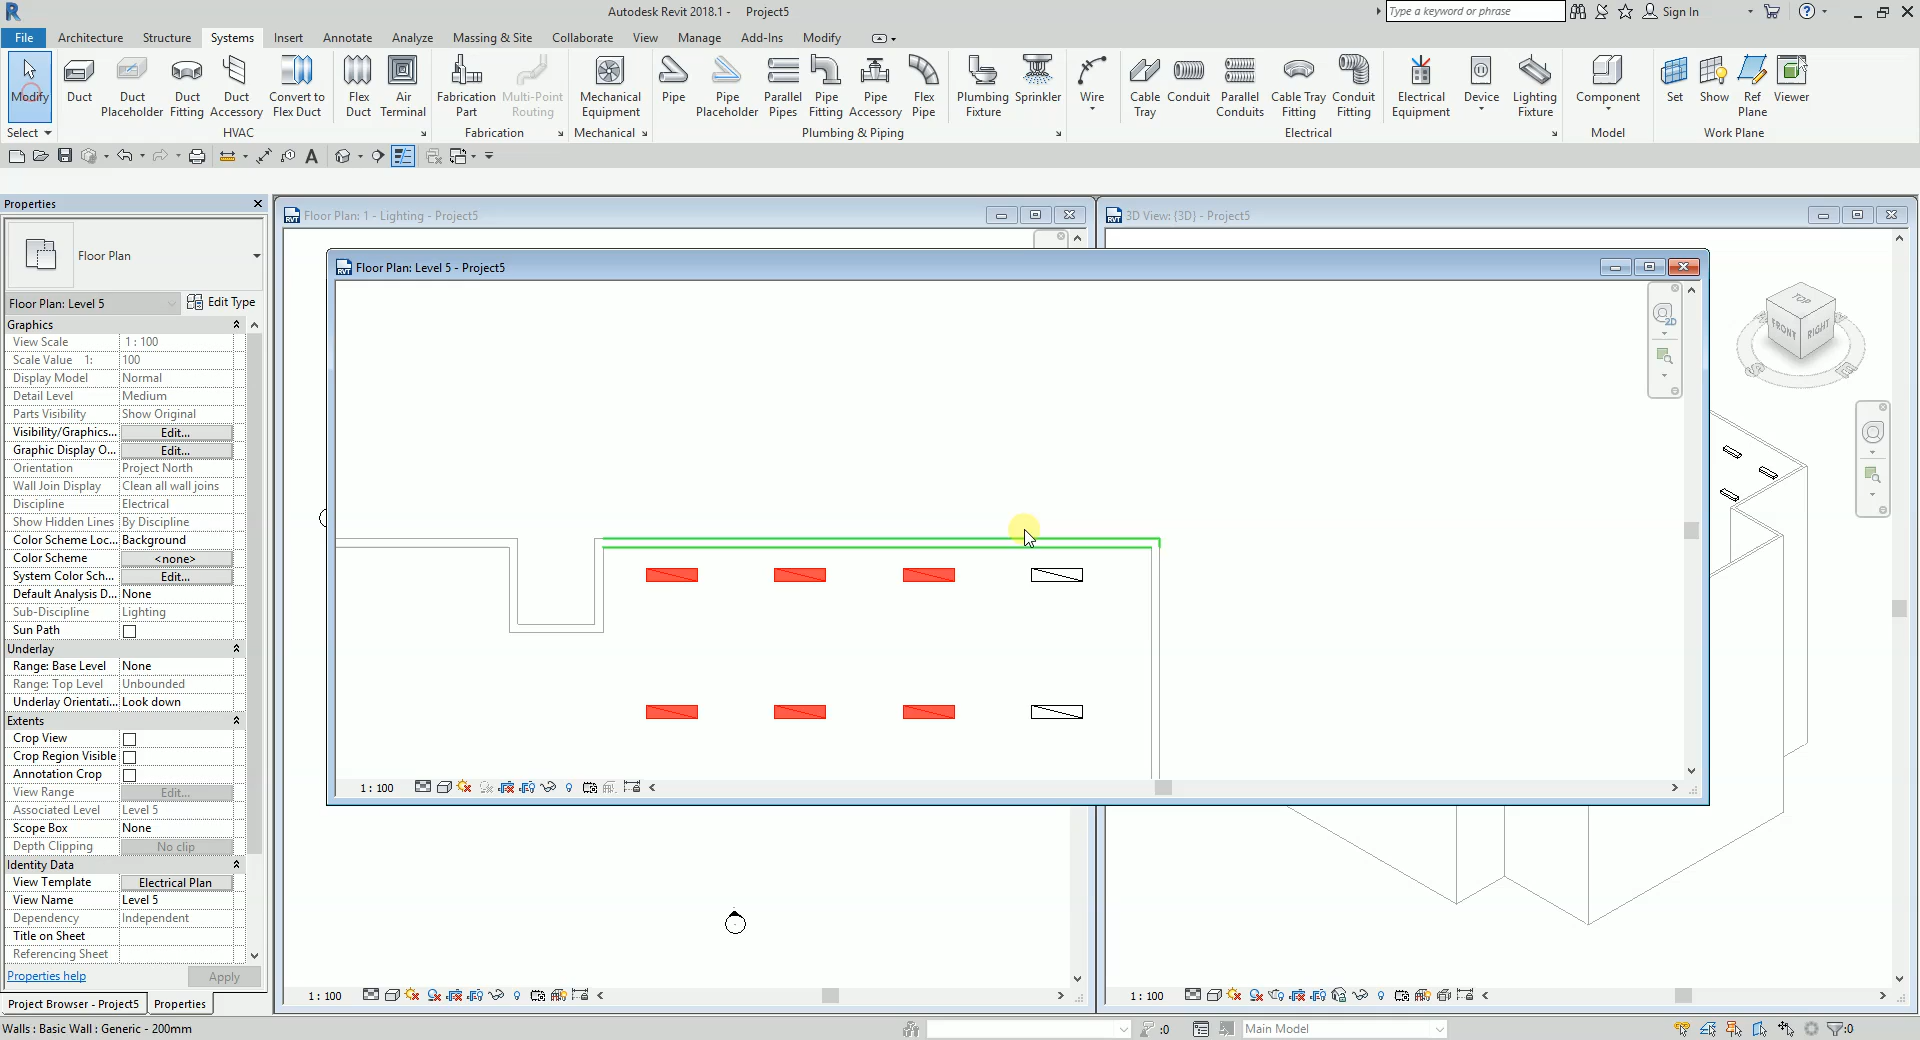 Autodesk Revit 2018.1 - Project5
Type a keyword or phrase
Sign In
File Architecture Structure Systems Insert Annotate Analyze Massing & Site Collaborate View Manage Add-Ins Modify
Modify
Duct
Duct Placeholder
Duct Fitting
Duct Accessory
Convert to Flex Duct
Flex Duct
Air Terminal
Fabrication Part
Multi-Point Routing
Mechanical Equipment
Pipe
Pipe Placeholder
Parallel Pipes
Pipe Fitting
Pipe Accessory
Flex Pipe
Plumbing Fixture
Sprinkler
Wire
Cable Tray
Conduit
Parallel Conduits
Cable Tray Fitting
Conduit Fitting
Electrical Equipment
Device
Lighting Fixture
Component
Set
Show
Ref Plane
Viewer
Select HVAC Fabrication Mechanical Plumbing & Piping Electrical Model Work Plane
Properties
Floor Plan
Floor Plan: Level 5 Edit Type
Graphics
View Scale 1 : 100
Scale Value 1: 100
Display Model Normal
Detail Level Medium
Parts Visibility Show Original
Visibility/Graphics... Edit...
Graphic Display O... Edit...
Orientation Project North
Wall Join Display Clean all wall joins
Discipline Electrical
Show Hidden Lines By Discipline
Color Scheme Loc... Background
Color Scheme <none>
System Color Sch... Edit...
Default Analysis D... None
Sub-Discipline Lighting
Sun Path
Underlay
Range: Base Level None
Range: Top Level Unbounded
Underlay Orientati... Look down
Extents
Crop View
Crop Region Visible
Annotation Crop
View Range Edit...
Associated Level Level 5
Scope Box None
Depth Clipping No clip
Identity Data
View Template Electrical Plan
View Name Level 5
Dependency Independent
Title on Sheet
Referencing Sheet
Properties help Apply
Project Browser - Project5 Properties
Floor Plan: 1 - Lighting - Project5
3D View: {3D} - Project5
Floor Plan: Level 5 - Project5
2D
TOP
FRONT
RIGHT
S
E
1 : 100
1 : 100
1 : 100
Walls : Basic Wall : Generic - 200mm
:0
Main Model
:0